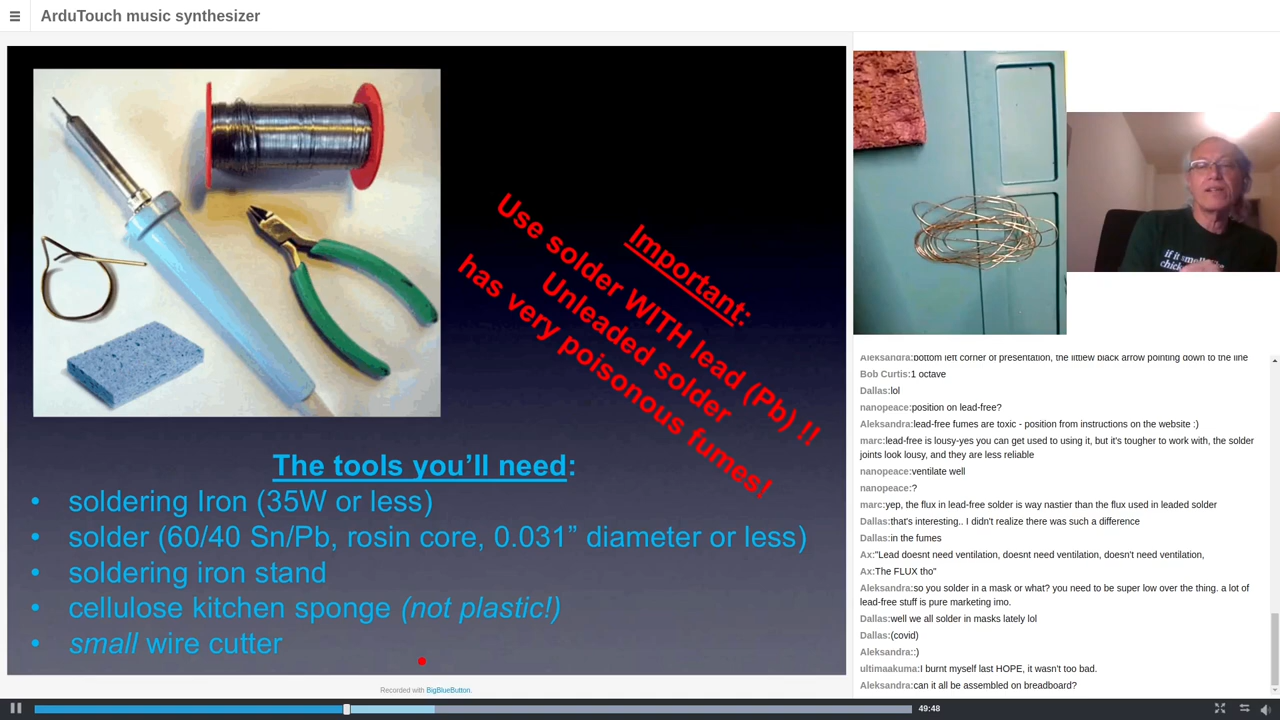 ArduTouch music synthesizer
Important:
Use solder WITH lead (Pb) !!
Unleaded solder
has very poisonous fumes!
The tools you’ll need:
• soldering Iron (35W or less)
• solder (60/40 Sn/Pb, rosin core, 0.031” diameter or less)
• soldering iron stand
• cellulose kitchen sponge (not plastic!)
• small wire cutter
Recorded with BigBlueButton.
Aleksandra:bottom left corner of presentation, the littlew black arrow pointing down to the line
Bob Curtis:1 octave
Dallas:lol
nanopeace:position on lead-free?
Aleksandra:lead-free fumes are toxic - position from instructions on the website :)
marc:lead-free is lousy-yes you can get used to using it, but it's tougher to work with, the solder
joints look lousy, and they are less reliable
nanopeace:ventilate well
nanopeace:?
marc:yep, the flux in lead-free solder is way nastier than the flux used in leaded solder
Dallas:that's interesting.. I didn't realize there was such a difference
Dallas:in the fumes
Ax:"Lead doesnt need ventilation, doesnt need ventilation, doesn't need ventilation,
Ax:The FLUX tho"
Aleksandra:so you solder in a mask or what? you need to be super low over the thing. a lot of
lead-free stuff is pure marketing imo.
Dallas:well we all solder in masks lately lol
Dallas:(covid)
Aleksandra::)
ultimaakuma:I burnt myself last HOPE, it wasn't too bad.
Aleksandra:can it all be assembled on breadboard?
49:48